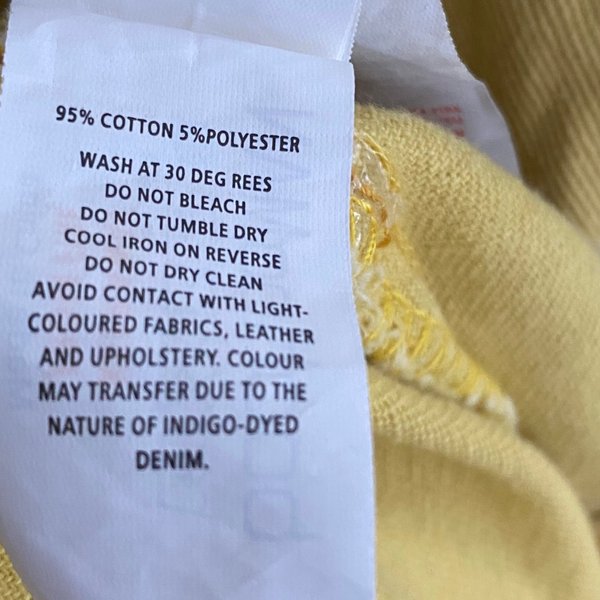 95% COTTON 5%POLYESTER
WASH AT 30 DEG REES
DO NOT BLEACH
DO NOT TUMBLE DRY
COOL IRON ON REVERSE
DO NOT DRY CLEAN
AVOID CONTACT WITH LIGHT-
COLOURED FABRICS, LEATHER
AND UPHOLSTERY. COLOUR
MAY TRANSFER DUE TO THE
NATURE OF INDIGO-DYED
DENIM.